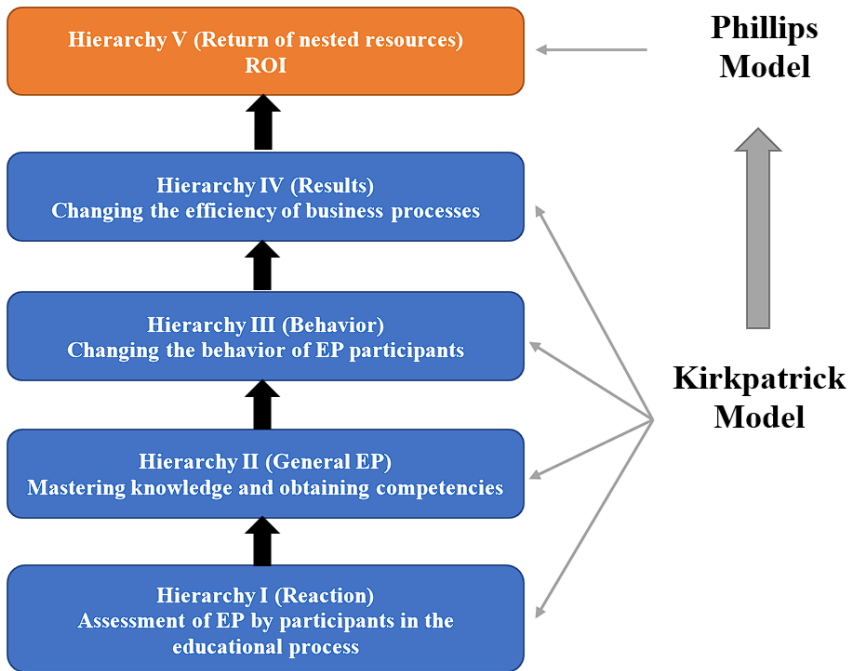 Hierarchy V (Return of nested resources)
ROI
Phillips
Model
Hierarchy IV (Results)
Changing the efficiency of business processes
Hierarchy III (Behavior)
Changing the behavior of EP participants
Kirkpatrick
Model
Hierarchy II (General EP)
Mastering knowledge and obtaining competencies
Hierarchy I (Reaction)
Assessment of EP by participants in the
educational process